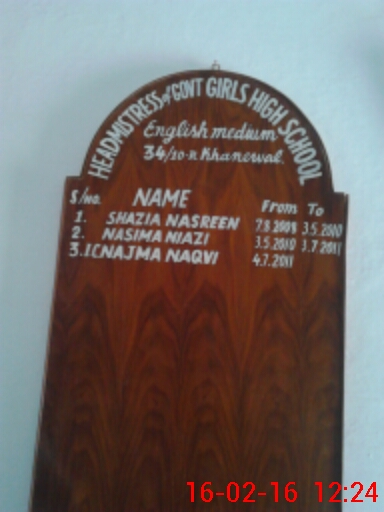 HEADMISTRESS of GOVT GIRLS HIGH SCHOOL
English medium
34/10-R Khanewal.
S/No. NAME From To
1. SHAZIA NASREEN 7.8.2009 3.5.2010
2. NASIMA NIAZI 3.5.2010 3.7.2011
3. NAJMA NAQVI 4.7.2011
16-02-16 12:24